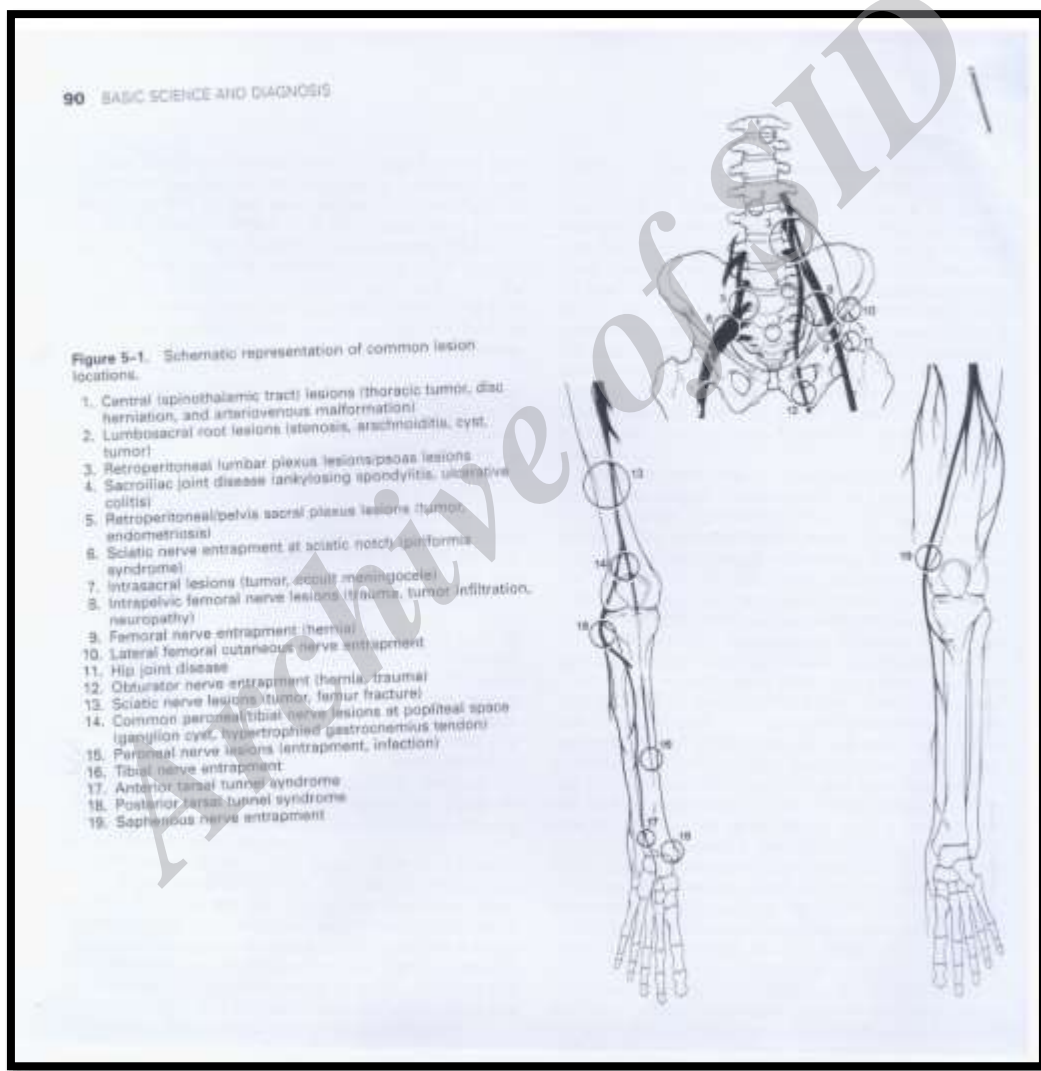 90 BASIC SCIENCE AND DIAGNOSIS
Figure 5-1. Schematic representation of common lesion
locations.
1. Central (spinothalamic tract) lesions (thoracic tumor, disc
herniation, and arteriovenous malformation)
2. Lumbosacral root lesions (stenosis, arachnoiditis, cyst,
tumor)
3. Retroperitoneal lumbar plexus lesions/psoas lesions
4. Sacroiliac joint disease (ankylosing spondylitis, ulcerative
colitis)
5. Retroperitoneal/pelvis sacral plexus lesions (tumor,
endometriosis)
6. Sciatic nerve entrapment at sciatic notch (piriformis
syndrome)
7. Intrasacral lesions (tumor, occult meningocele)
8. Intrapelvic femoral nerve lesions (trauma, tumor infiltration,
neuropathy)
9. Femoral nerve entrapment (hernia)
10. Lateral femoral cutaneous nerve entrapment
11. Hip joint disease
12. Obturator nerve entrapment (hernia, trauma)
13. Sciatic nerve lesions (tumor, femur fracture)
14. Common peroneal/tibial nerve lesions at popliteal space
(ganglion cyst, hypertrophied gastrocnemius tendon)
15. Peroneal nerve lesions (entrapment, infection)
16. Tibial nerve entrapment
17. Anterior tarsal tunnel syndrome
18. Posterior tarsal tunnel syndrome
19. Saphenous nerve entrapment
3
5
6
8
9
10
11
12
13
14
15
16
17
18
19
Archive of SID